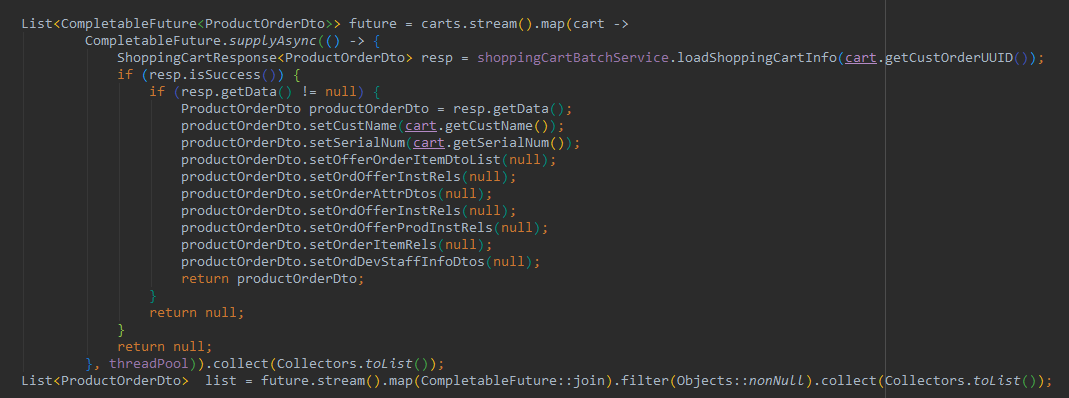 List<CompletableFuture<ProductOrderDto>> future = carts.stream().map(cart ->
CompletableFuture.supplyAsync(() -> {
ShoppingCartResponse<ProductOrderDto> resp = shoppingCartBatchService.loadShoppingCartInfo(cart.getCustOrderUUID());
if (resp.isSuccess()) {
if (resp.getData() != null) {
ProductOrderDto productOrderDto = resp.getData();
productOrderDto.setCustName(cart.getCustName());
productOrderDto.setSerialNum(cart.getSerialNum());
productOrderDto.setOfferOrderItemDtoList(null);
productOrderDto.setOrdOfferInstRels(null);
productOrderDto.setOrderAttrDtos(null);
productOrderDto.setOrdOfferInstRels(null);
productOrderDto.setOrdOfferProdInstRels(null);
productOrderDto.setOrderItemRels(null);
productOrderDto.setOrdDevStaffInfoDtos(null);
return productOrderDto;
}
return null;
}
return null;
}, threadPool)).collect(Collectors.toList());
List<ProductOrderDto>  list = future.stream().map(CompletableFuture::join).filter(Objects::nonNull).collect(Collectors.toList());